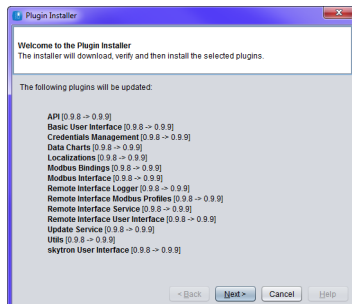 Plugin Installer
Welcome to the Plugin Installer
The installer will download, verify and then install the selected plugins.
The following plugins will be updated:
API [0.9.8 -> 0.9.9]
Basic User Interface [0.9.8 -> 0.9.9]
Credentials Management [0.9.8 -> 0.9.9]
Data Charts [0.9.8 -> 0.9.9]
Localizations [0.9.8 -> 0.9.9]
Modbus Bindings [0.9.8 -> 0.9.9]
Modbus Interface [0.9.8 -> 0.9.9]
Remote Interface Logger [0.9.8 -> 0.9.9]
Remote Interface Modbus Profiles [0.9.8 -> 0.9.9]
Remote Interface Service [0.9.8 -> 0.9.9]
Remote Interface User Interface [0.9.8 -> 0.9.9]
Update Service [0.9.8 -> 0.9.9]
Utils [0.9.8 -> 0.9.9]
skytron User Interface [0.9.8 -> 0.9.9]
< Back Next > Cancel Help